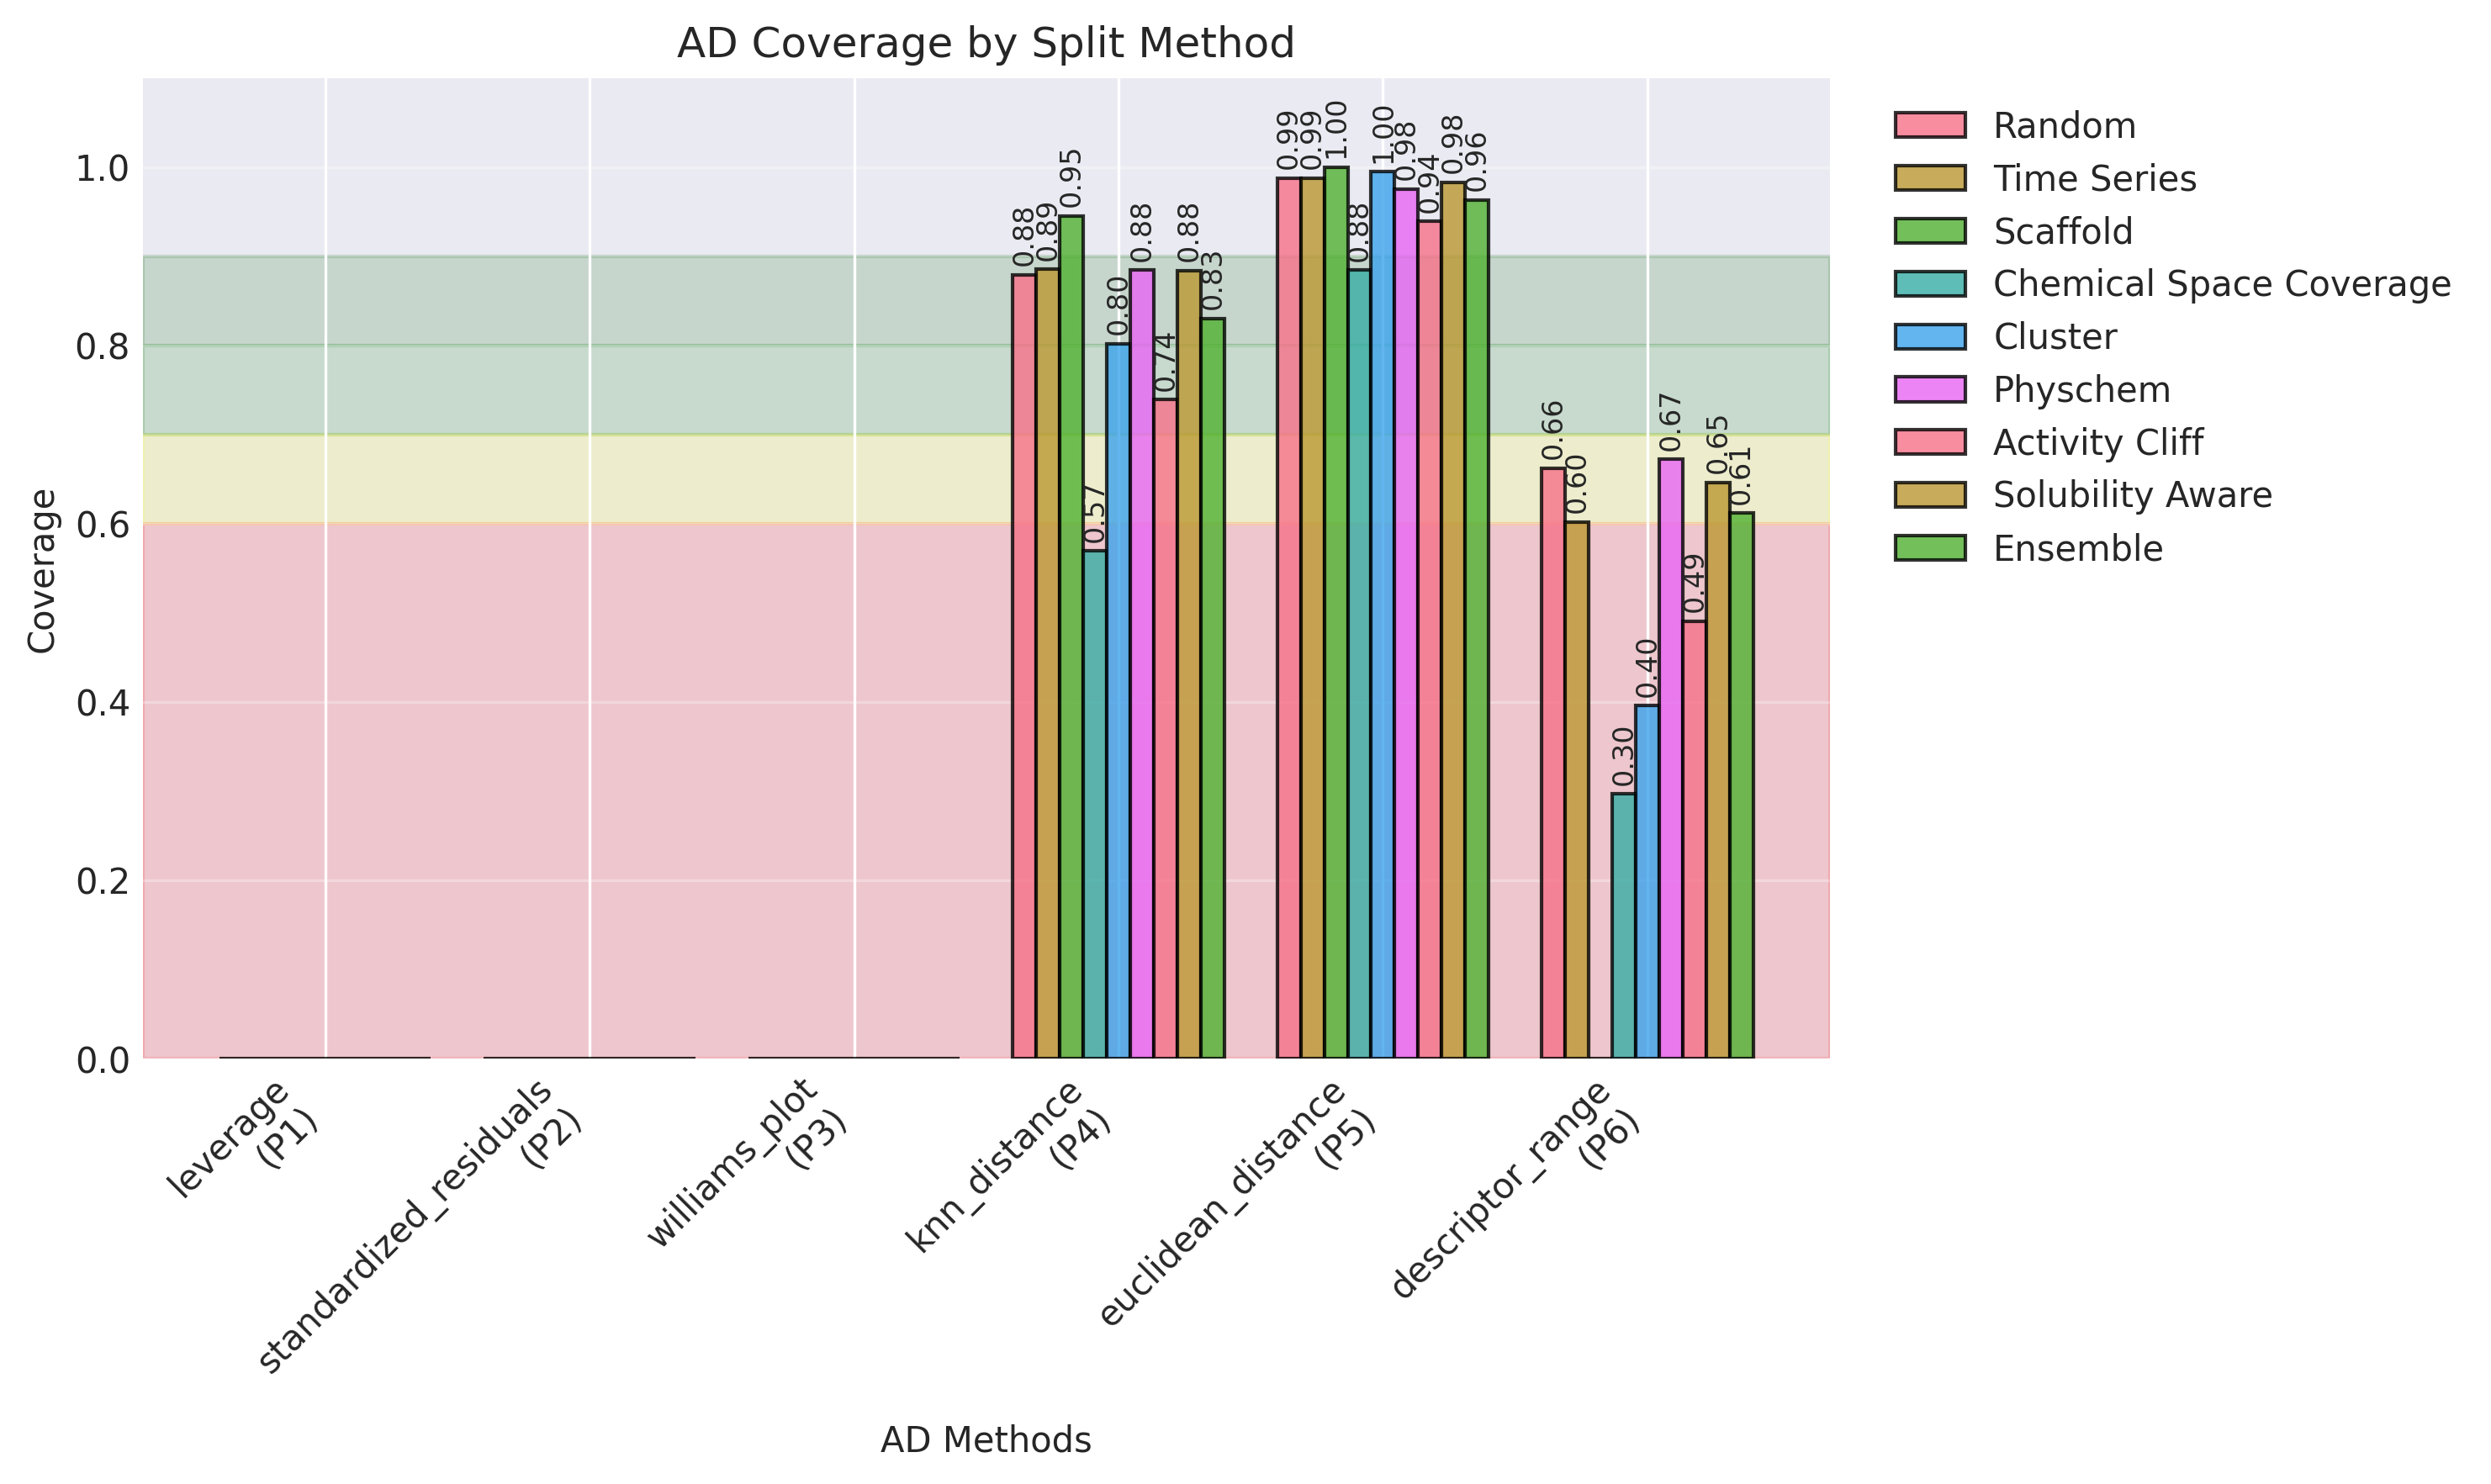 AD Coverage by Split Method
Coverage
1.0
0.8
0.6
0.4
0.2
0.0
0.88
0.89
0.95
0.57
0.80
0.88
0.74
0.88
0.83
0.99
0.99
1.00
0.88
1.00
0.98
0.94
0.98
0.96
0.66
0.60
0.30
0.40
0.67
0.49
0.65
0.61
leverage
(P1)
standardized_residuals
(P2)
williams_plot
(P3)
knn_distance
(P4)
euclidean_distance
(P5)
descriptor_range
(P6)
AD Methods
Random
Time Series
Scaffold
Chemical Space Coverage
Cluster
Physchem
Activity Cliff
Solubility Aware
Ensemble